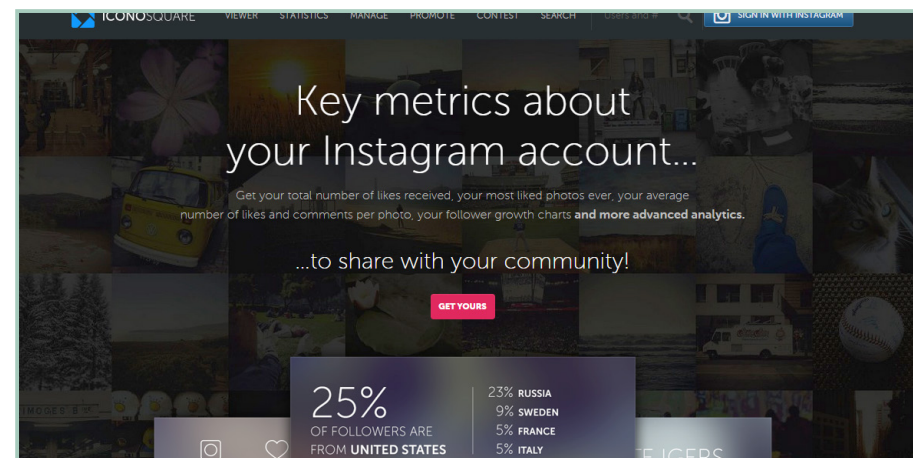 ICONOSQUARE VIEWER STATISTICS MANAGE PROMOTE CONTEST SEARCH Users and # SIGN IN WITH INSTAGRAM
Key metrics about
your Instagram account...
Get your total number of likes received, your most liked photos ever, your average
number of likes and comments per photo, your follower growth charts and more advanced analytics.
...to share with your community!
GET YOURS
25%
OF FOLLOWERS ARE
FROM UNITED STATES
23% RUSSIA
9% SWEDEN
5% FRANCE
5% ITALY
IGERS